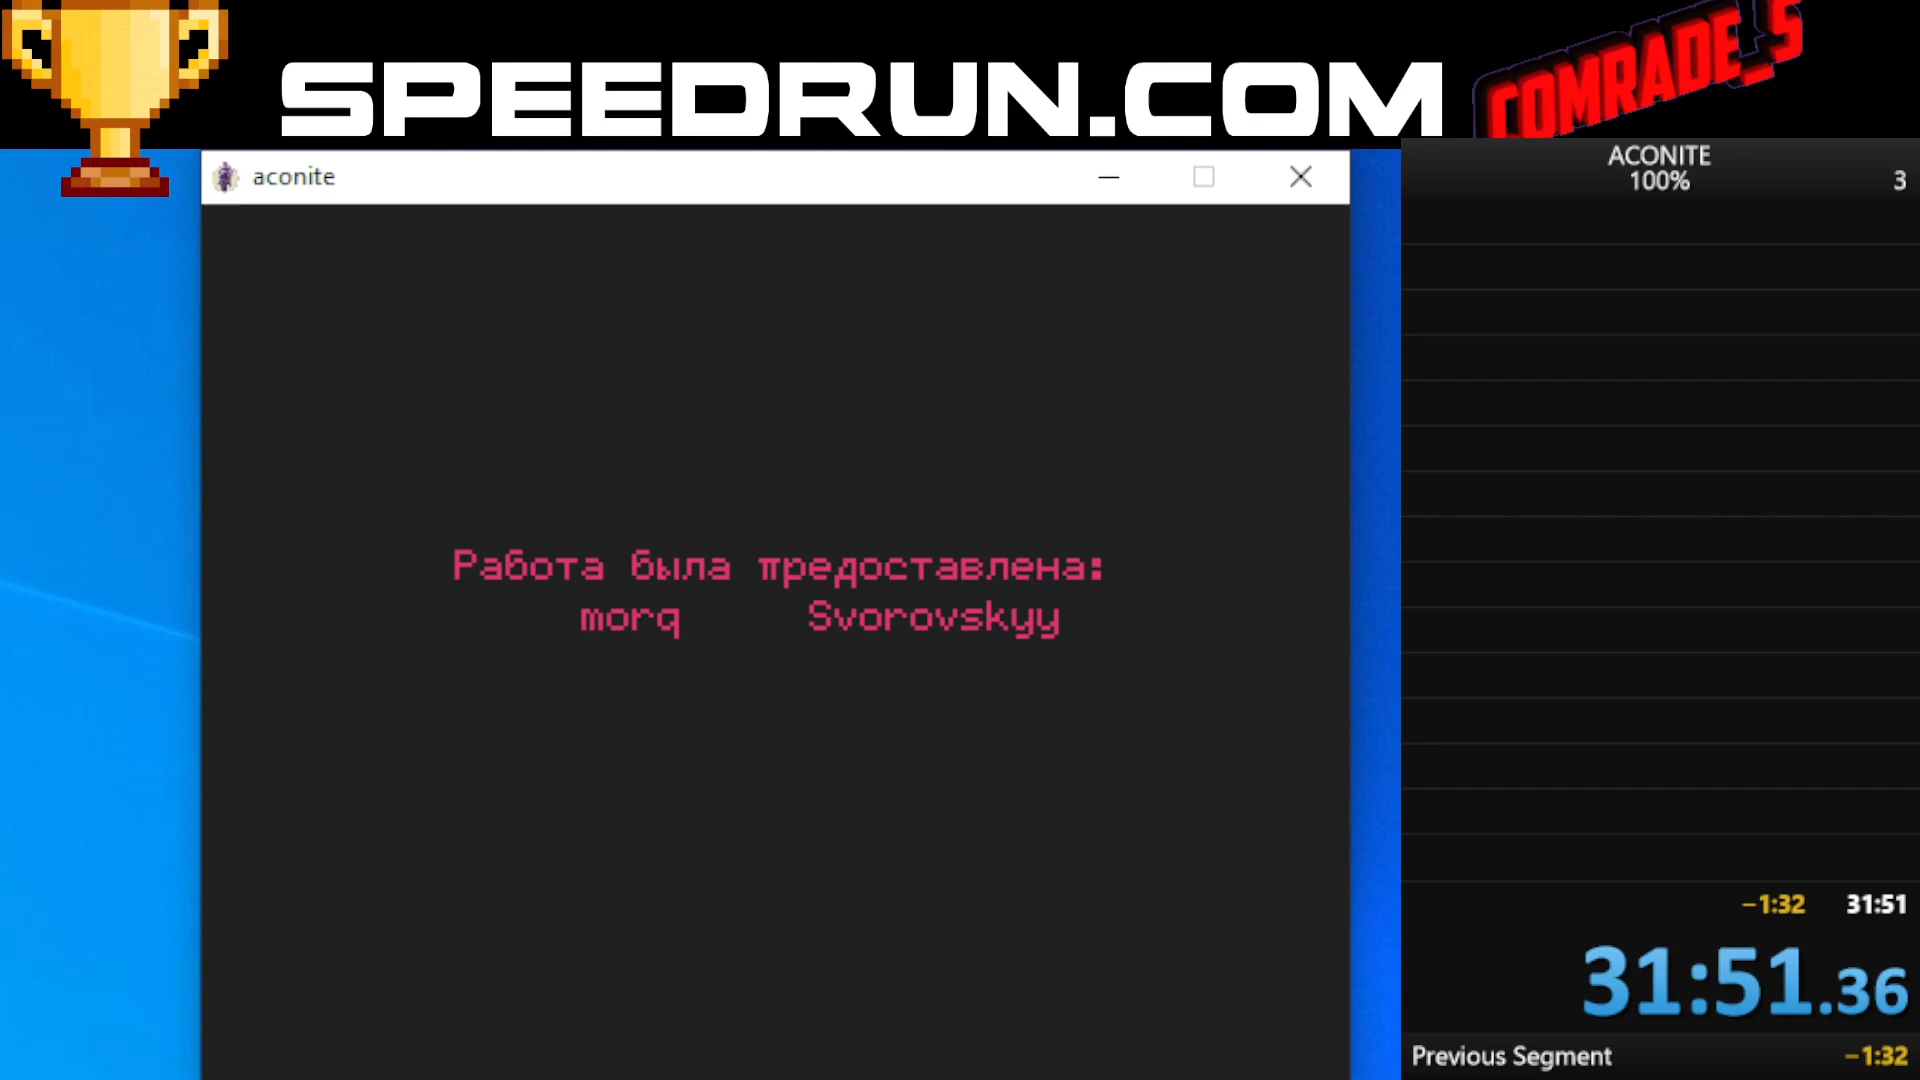 SPEEDRUN.COM
COMRADE_S
aconite
ACONITE
100%
3
Работа была предоставлена:
morq Svorovskyy
−1:32 31:51
31:51.36
Previous Segment −1:32